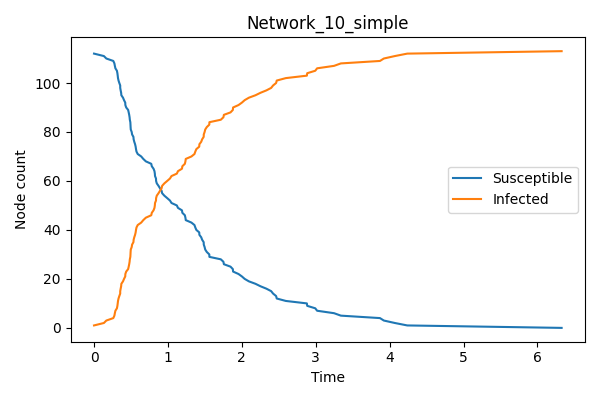 Network_10_simple
Node count
100
80
60
40
20
0
Susceptible
Infected
0 1 2 3 4 5 6
Time